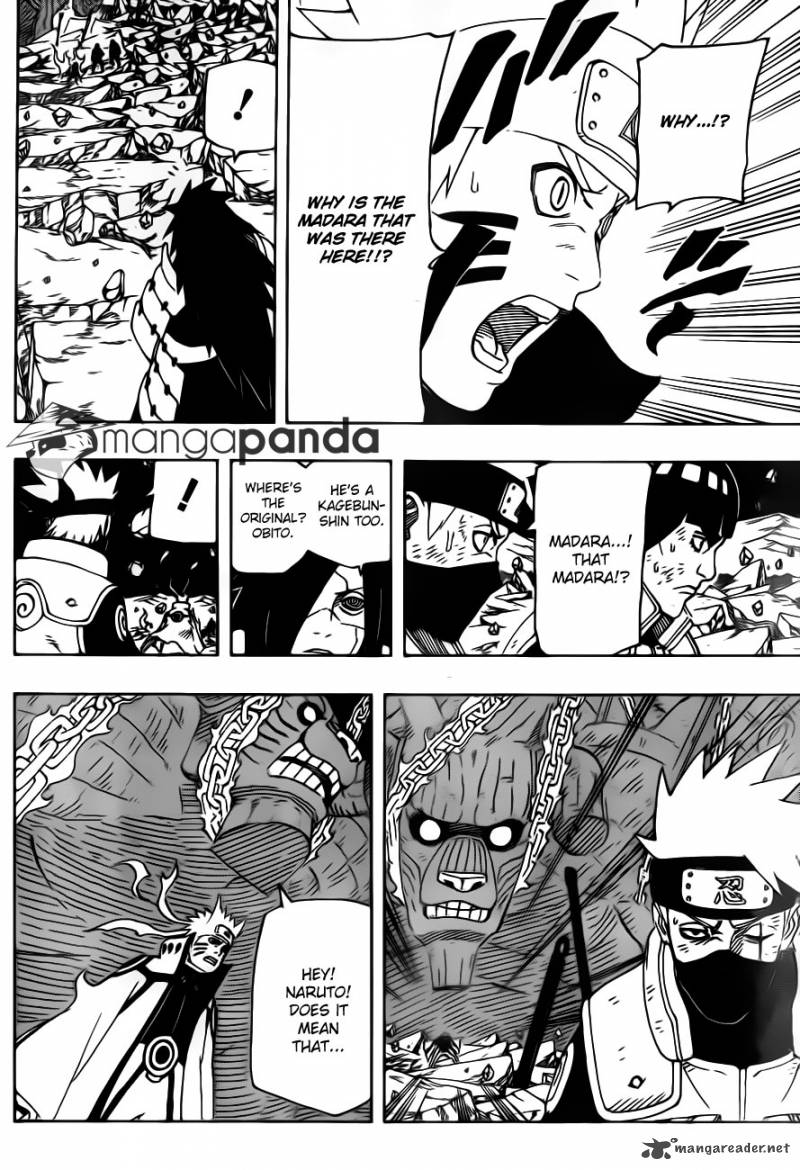 WHY...!?
WHY IS THE
MADARA THAT
WAS THERE
HERE!!?
!
mangapanda
MADARA...!
THAT
MADARA!?
HE'S A
KAGEBUN-
SHIN TOO.
WHERE'S
THE
ORIGINAL?
OBITO.
!
忍
HEY!
NARUTO!
DOES IT
MEAN
THAT...
mangareader.net